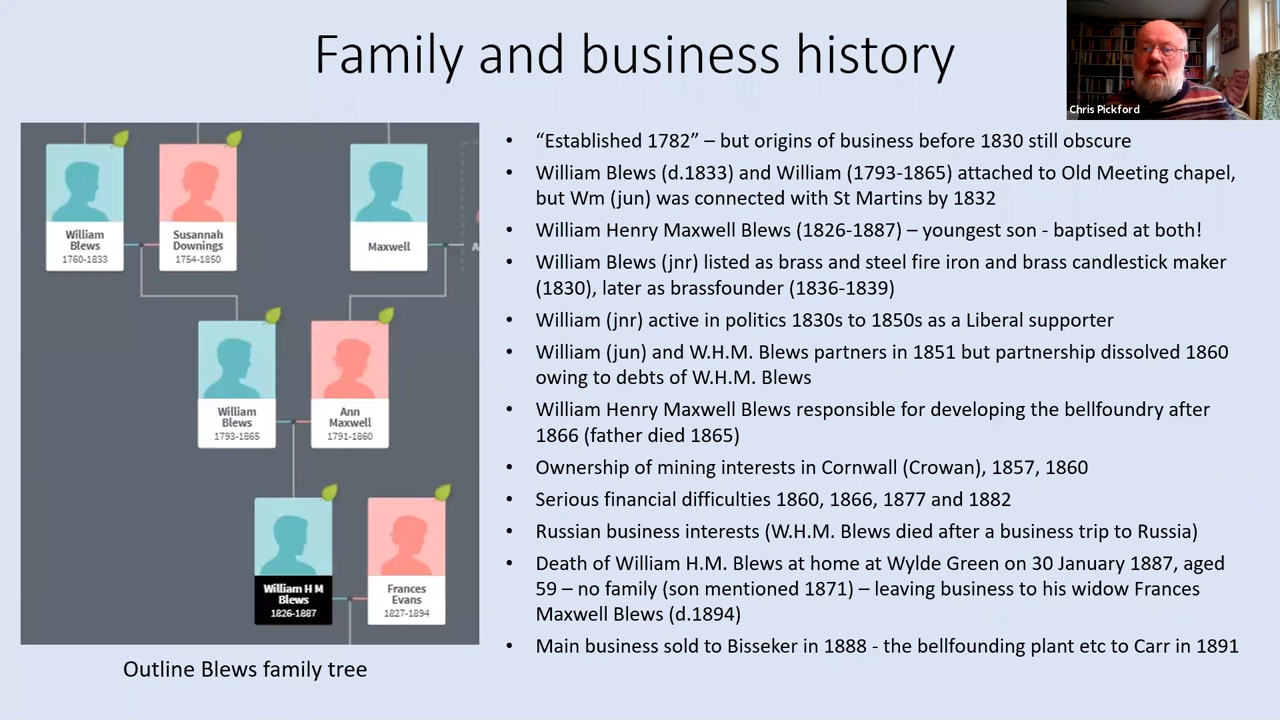 Family and business history
Chris Pickford
William
Blews
1760-1833
Susannah
Downings
1754-1850
Maxwell
A
William
Blews
1793-1865
Ann
Maxwell
1791-1860
William H M
Blews
1826-1887
Frances
Evans
1827-1894
Outline Blews family tree
• “Established 1782” – but origins of business before 1830 still obscure
• William Blews (d.1833) and William (1793-1865) attached to Old Meeting chapel,
but Wm (jun) was connected with St Martins by 1832
• William Henry Maxwell Blews (1826-1887) – youngest son - baptised at both!
• William Blews (jnr) listed as brass and steel fire iron and brass candlestick maker
(1830), later as brassfounder (1836-1839)
• William (jnr) active in politics 1830s to 1850s as a Liberal supporter
• William (jun) and W.H.M. Blews partners in 1851 but partnership dissolved 1860
owing to debts of W.H.M. Blews
• William Henry Maxwell Blews responsible for developing the bellfoundry after
1866 (father died 1865)
• Ownership of mining interests in Cornwall (Crowan), 1857, 1860
• Serious financial difficulties 1860, 1866, 1877 and 1882
• Russian business interests (W.H.M. Blews died after a business trip to Russia)
• Death of William H.M. Blews at home at Wylde Green on 30 January 1887, aged
59 – no family (son mentioned 1871) – leaving business to his widow Frances
Maxwell Blews (d.1894)
• Main business sold to Bisseker in 1888 - the bellfounding plant etc to Carr in 1891